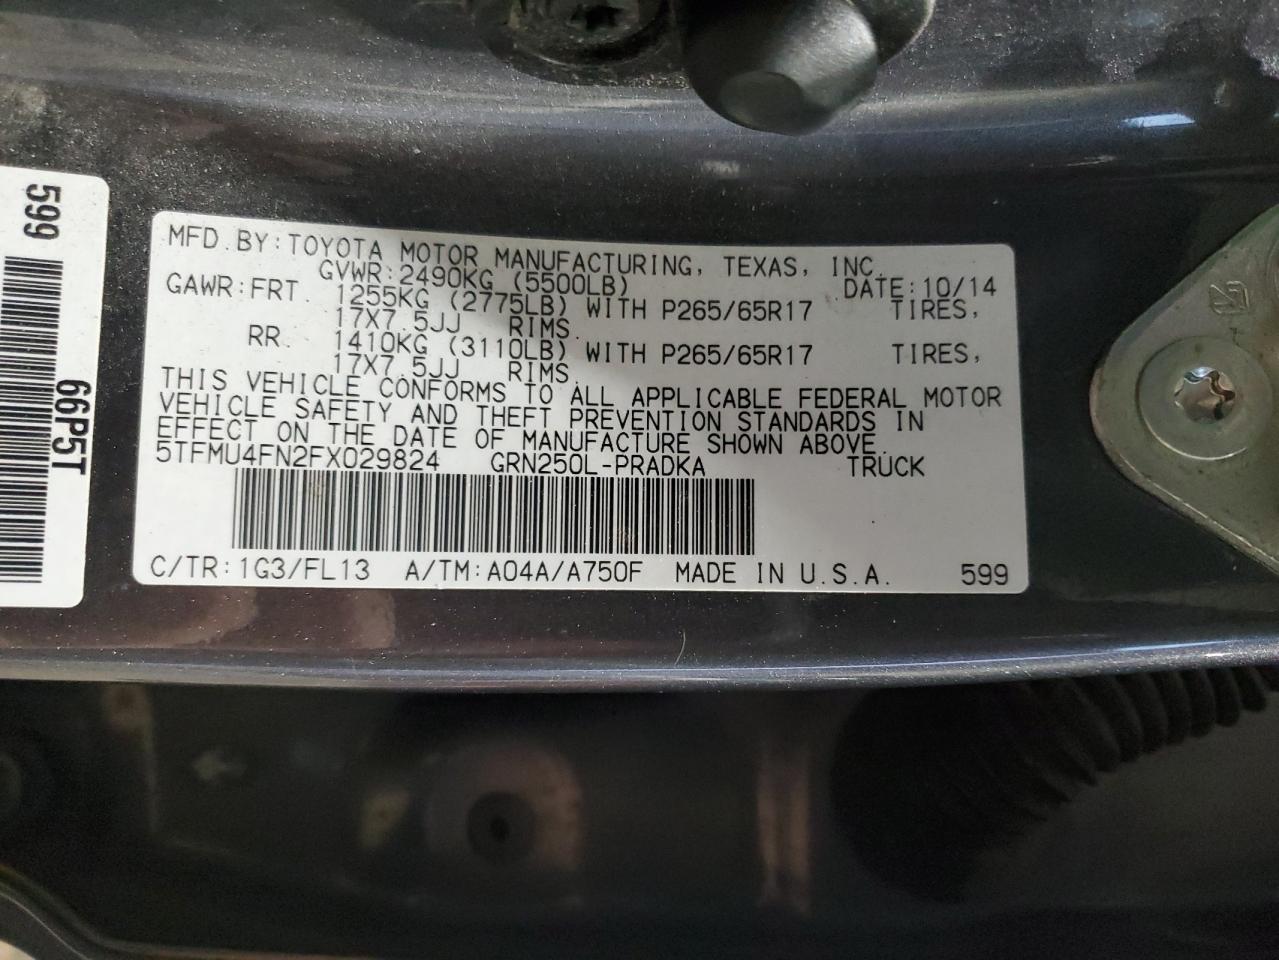 599
66P5T
MFD. BY: TOYOTA MOTOR MANUFACTURING, TEXAS, INC.
GVWR: 2490KG (5500LB) DATE: 10/14
GAWR: FRT 1255KG (2775LB) WITH P265/65R17 TIRES,
17X7.5JJ RIMS.
RR. 1410KG (3110LB) WITH P265/65R17 TIRES,
17X7.5JJ RIMS.
THIS VEHICLE CONFORMS TO ALL APPLICABLE FEDERAL MOTOR
VEHICLE SAFETY AND THEFT PREVENTION STANDARDS IN
EFFECT ON THE DATE OF MANUFACTURE SHOWN ABOVE.
5TFMU4FN2FX029824 GRN250L-PRADKA TRUCK
C/TR: 1G3/FL13 A/TM: A04A/A750F MADE IN U.S.A. 599